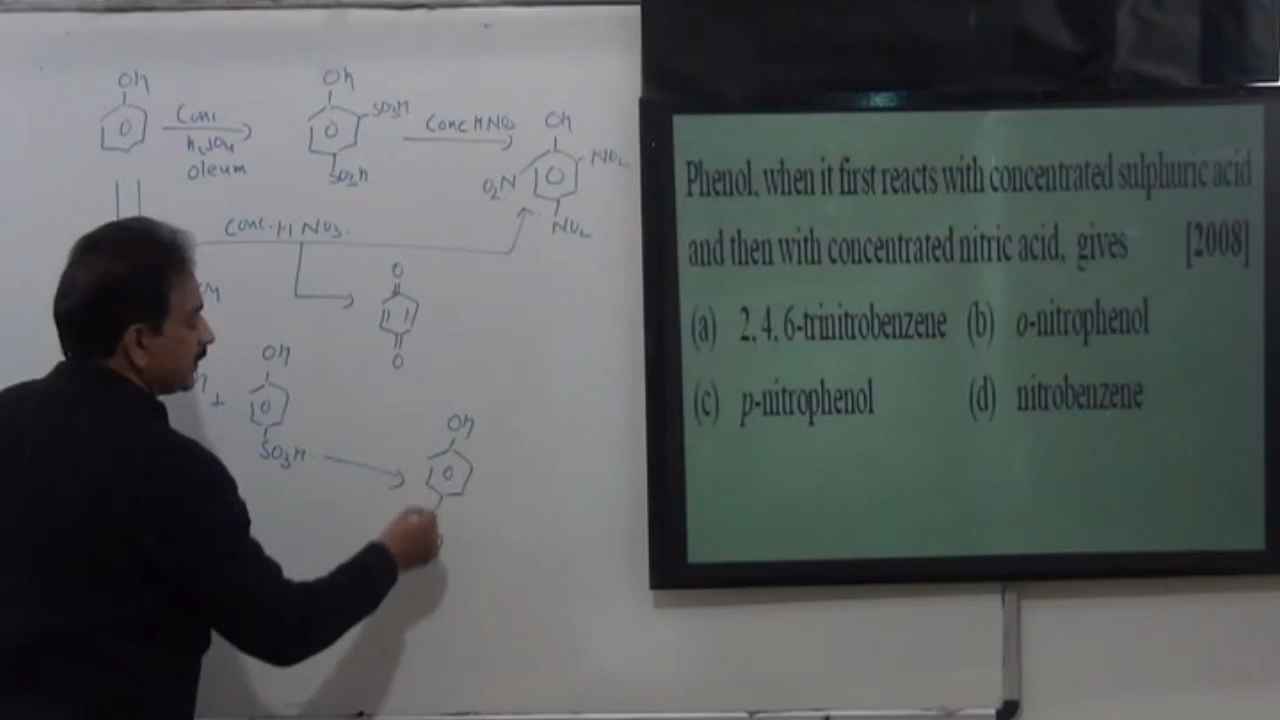 OH
Conc.
H2SO4
oleum
OH
SO3H
SO3H
Conc HNO3
OH
O2N
NO2
NO2
Conc. HNO3.
O
O
OH
+
SO3H
OH
Phenol, when it first reacts with concentrated sulphuric acid
and then with concentrated nitric acid, gives [2008]
(a) 2, 4, 6-trinitrobenzene (b) o-nitrophenol
(c) p-nitrophenol (d) nitrobenzene